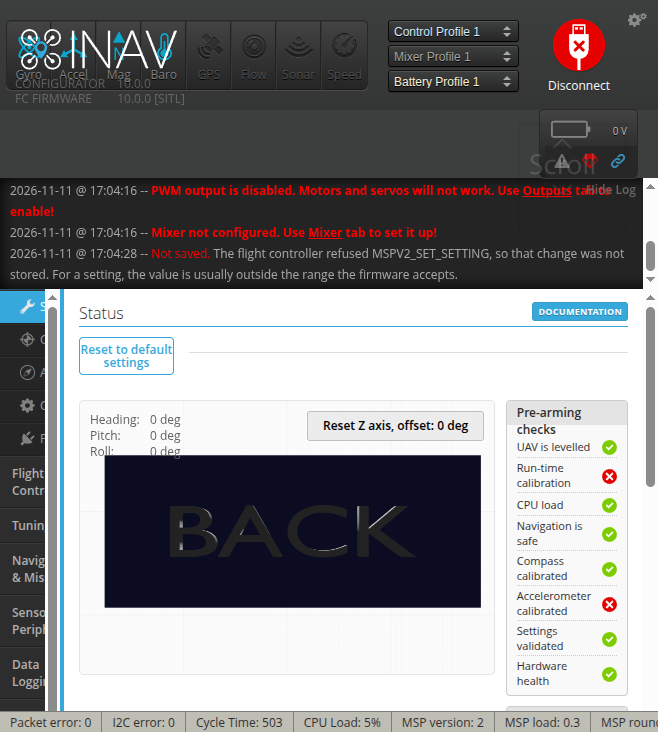 INAV
CONFIGURATOR 10.0.0
FC FIRMWARE 10.0.0 [SITL]
Gyro Accel Mag Baro GPS Flow Sonar Speed
Control Profile 1
Mixer Profile 1
Battery Profile 1
Disconnect
0 V
Scroll
Hide Log
2026-11-11 @ 17:04:16 -- PWM output is disabled. Motors and servos will not work. Use Outputs tab to
enable!
2026-11-11 @ 17:04:16 -- Mixer not configured. Use Mixer tab to set it up!
2026-11-11 @ 17:04:28 -- Not saved. The flight controller refused MSPV2_SET_SETTING, so that change was not
stored. For a setting, the value is usually outside the range the firmware accepts.
Flight
Contr
Tunin
Navig
& Mis
Senso
Periph
Data
Loggi
Status
DOCUMENTATION
Reset to default
settings
Heading: 0 deg
Pitch: 0 deg
Roll: 0 deg
Reset Z axis, offset: 0 deg
BACK
Pre-arming
checks
UAV is levelled
Run-time
calibration
CPU load
Navigation is
safe
Compass
calibrated
Accelerometer
calibrated
Settings
validated
Hardware
health
Packet error: 0
I2C error: 0
Cycle Time: 503
CPU Load: 5%
MSP version: 2
MSP load: 0.3
MSP roun